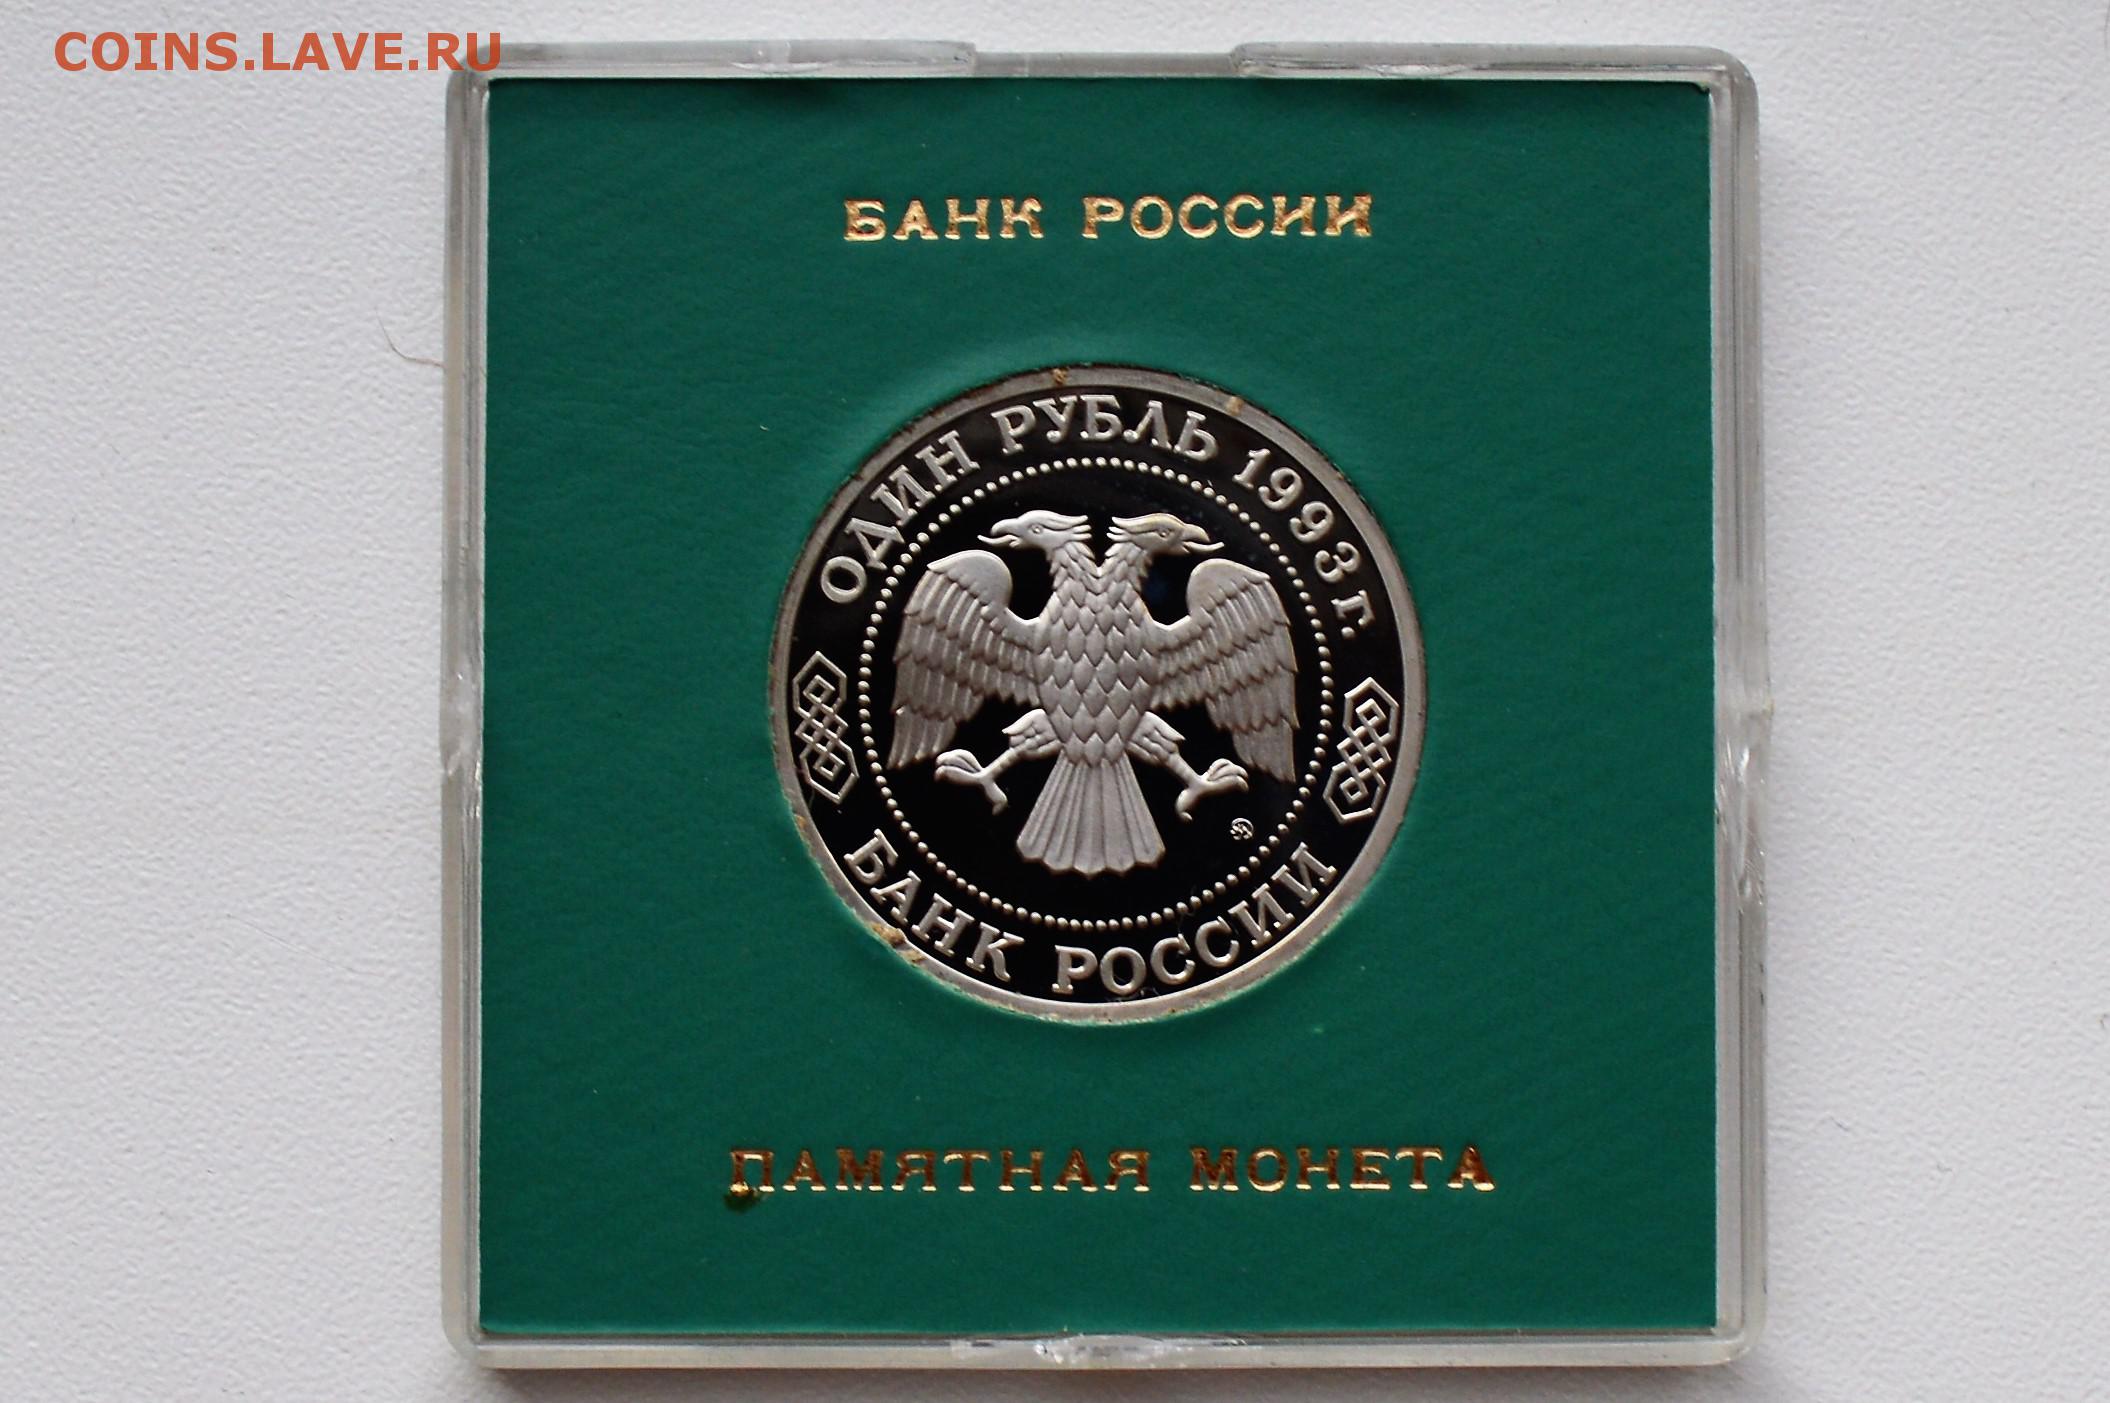 COINS.LAVE.RU
БАНК РОССИИ
ОДИН РУБЛЬ 1993 г.
БАНК РОССИИ
ПАМЯТНАЯ МОНЕТА